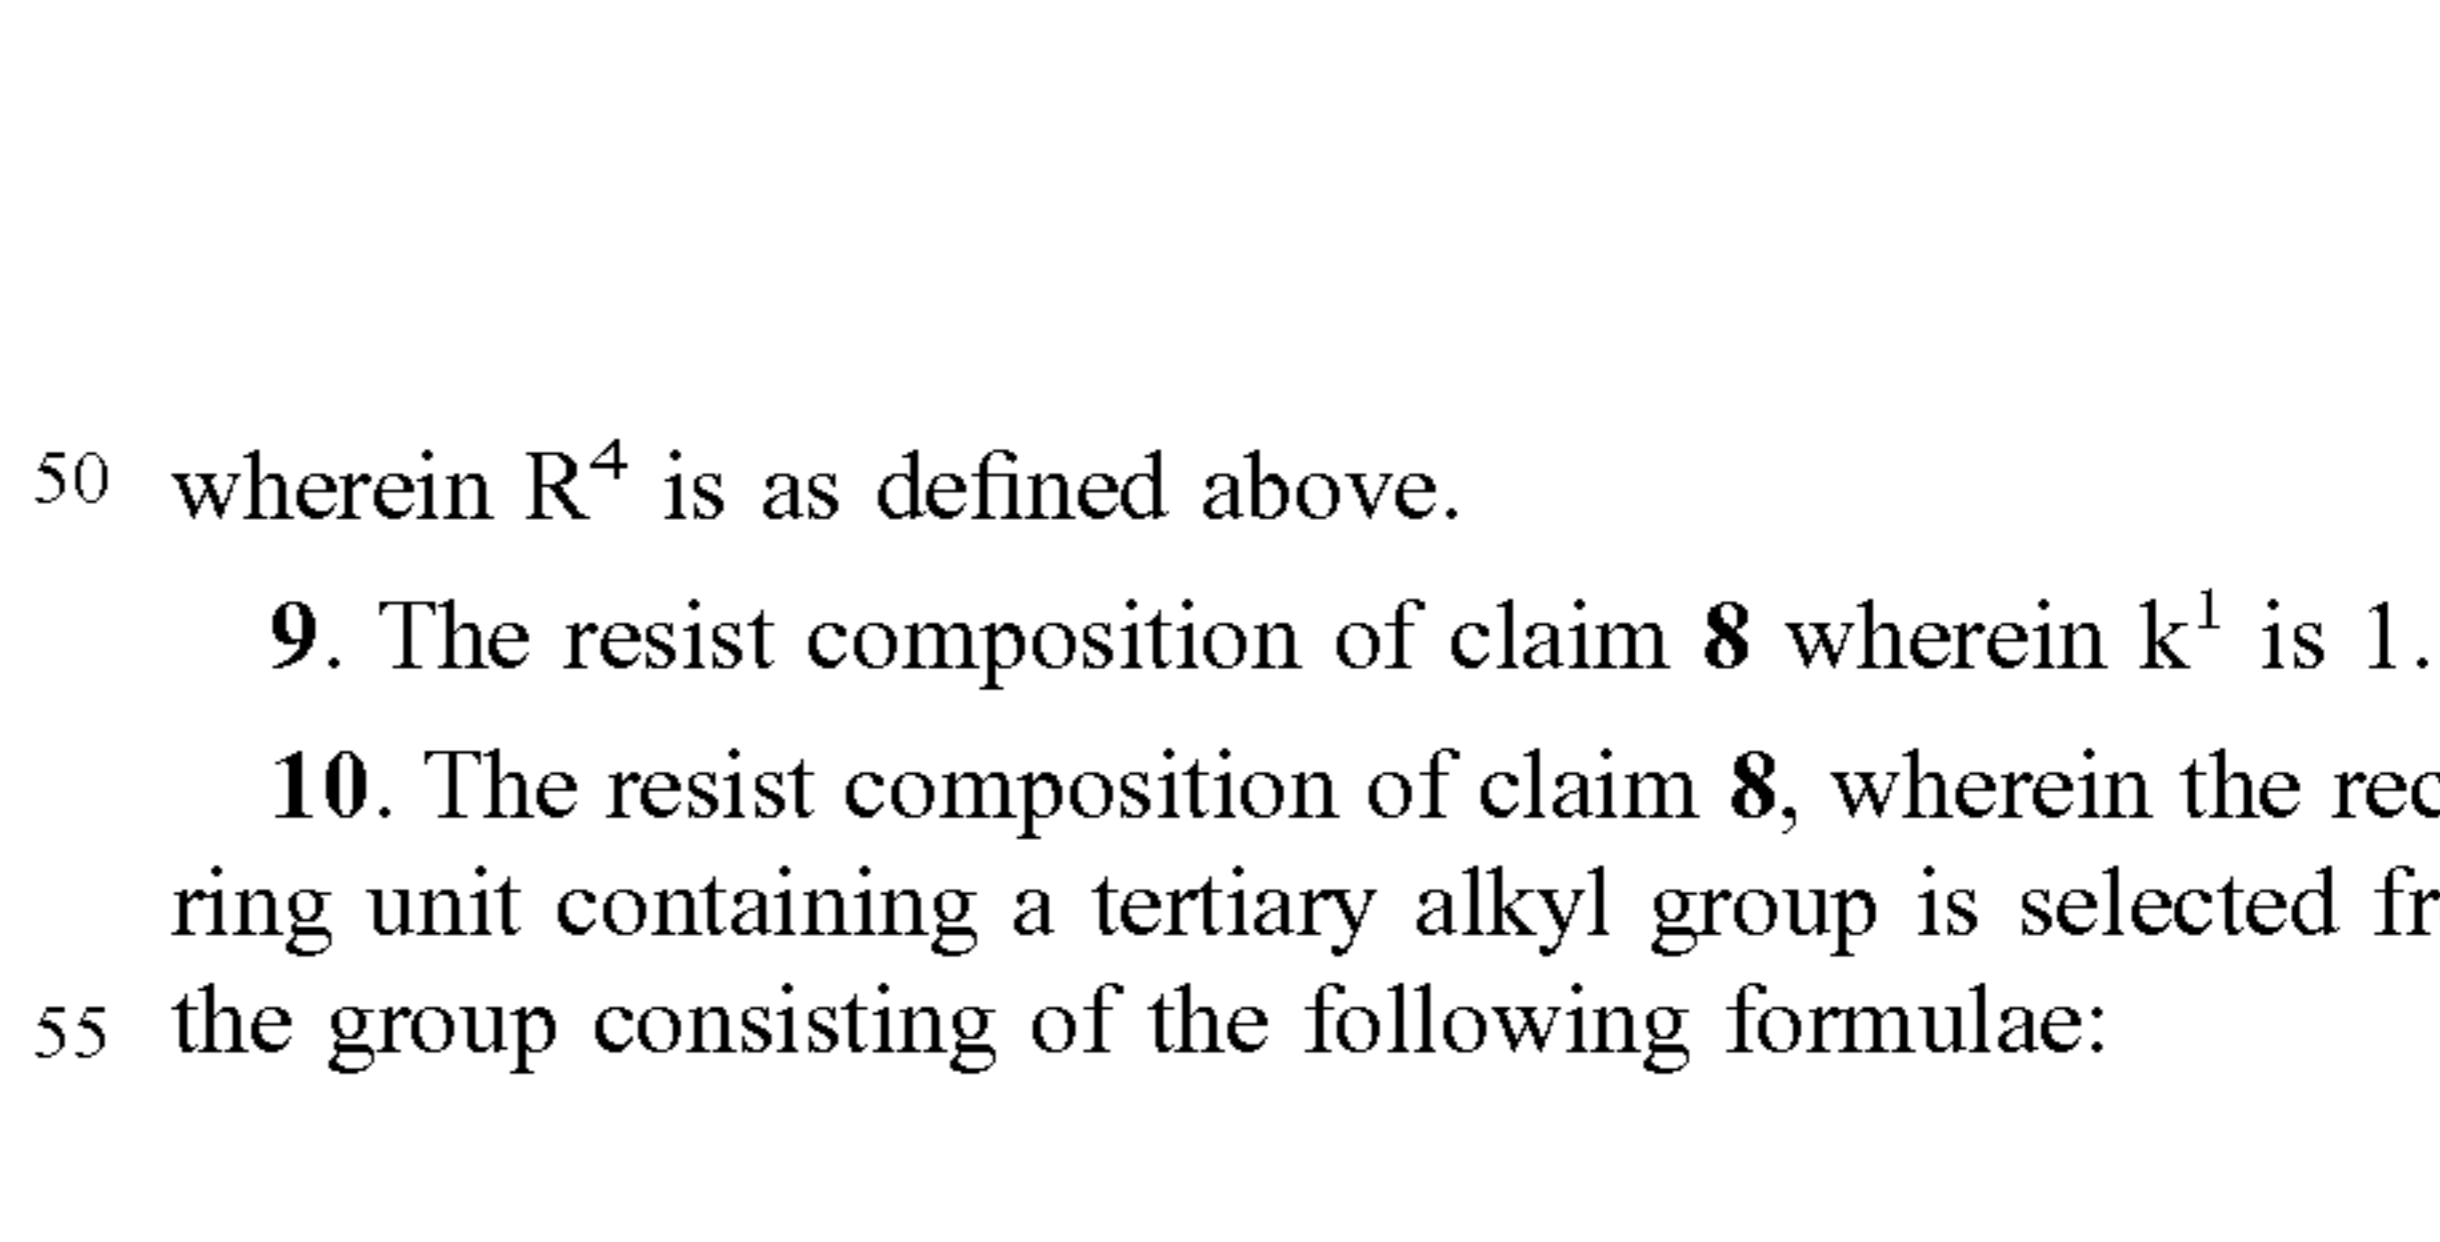 50 wherein R⁴ is as defined above.
9. The resist composition of claim 8 wherein k¹ is 1.
10. The resist composition of claim 8, wherein the rec
ring unit containing a tertiary alkyl group is selected fr
55 the group consisting of the following formulae: